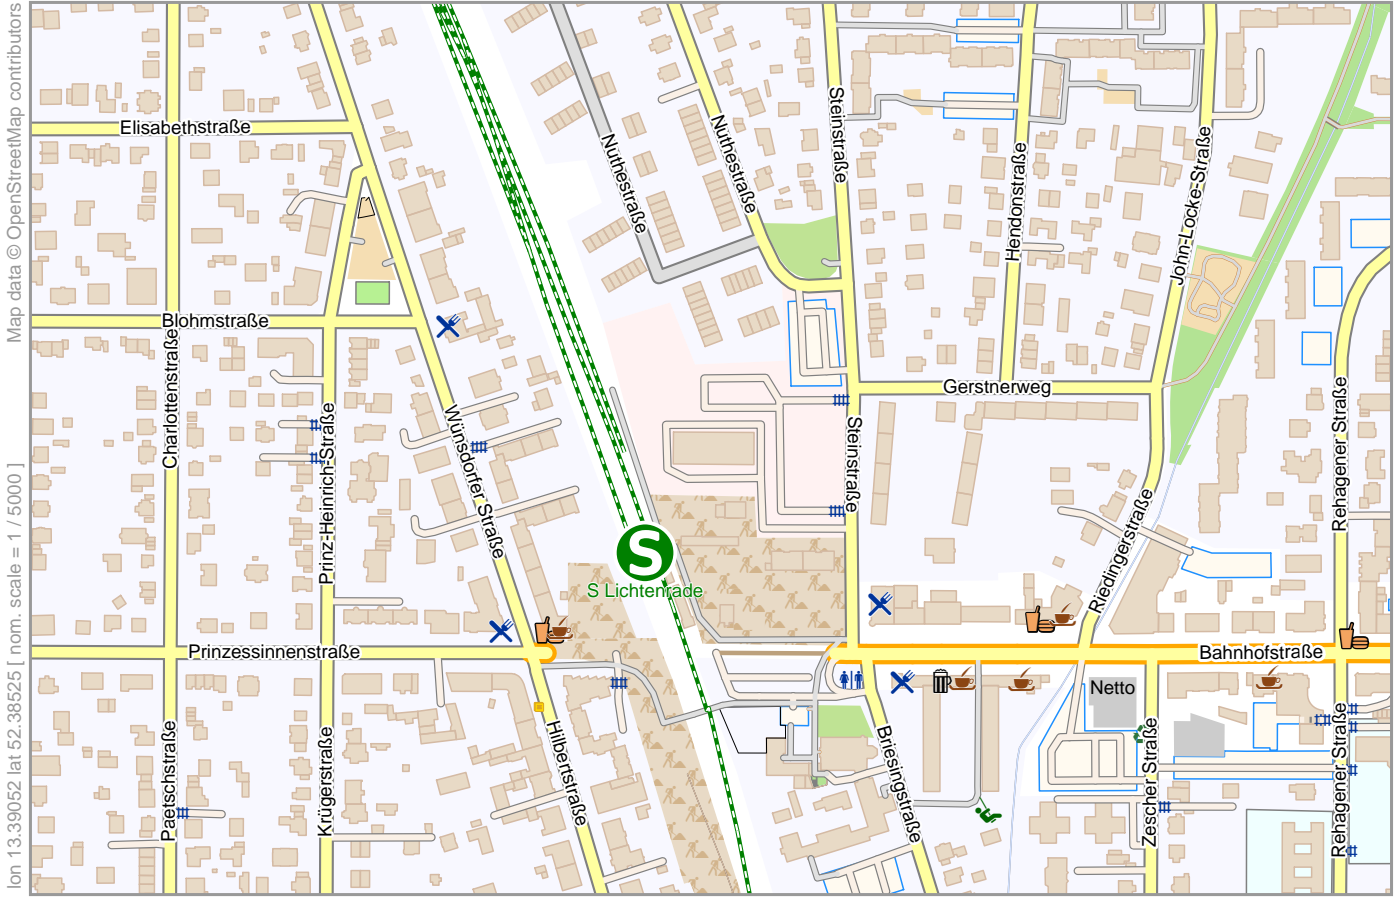 Map data © OpenStreetMap contributors
lon 13.39052 lat 52.38525 [ nom. scale = 1 / 5000 ]
Elisabethstraße
Nuthestraße
Nuthestraße
Steinstraße
Hendonstraße
John-Locke-Straße
Blohmstraße
Charlottenstraße
Prinz-Heinrich-Straße
Wünsdorfer Straße
Steinstraße
Gerstnerweg
Rehagener Straße
Riedingerstraße
S
S Lichtenrade
Prinzessinnenstraße
Bahnhofstraße
Netto
Paetschstraße
Krügerstraße
Hilbertstraße
Briesingstraße
Zescher Straße
Rehagener Straße